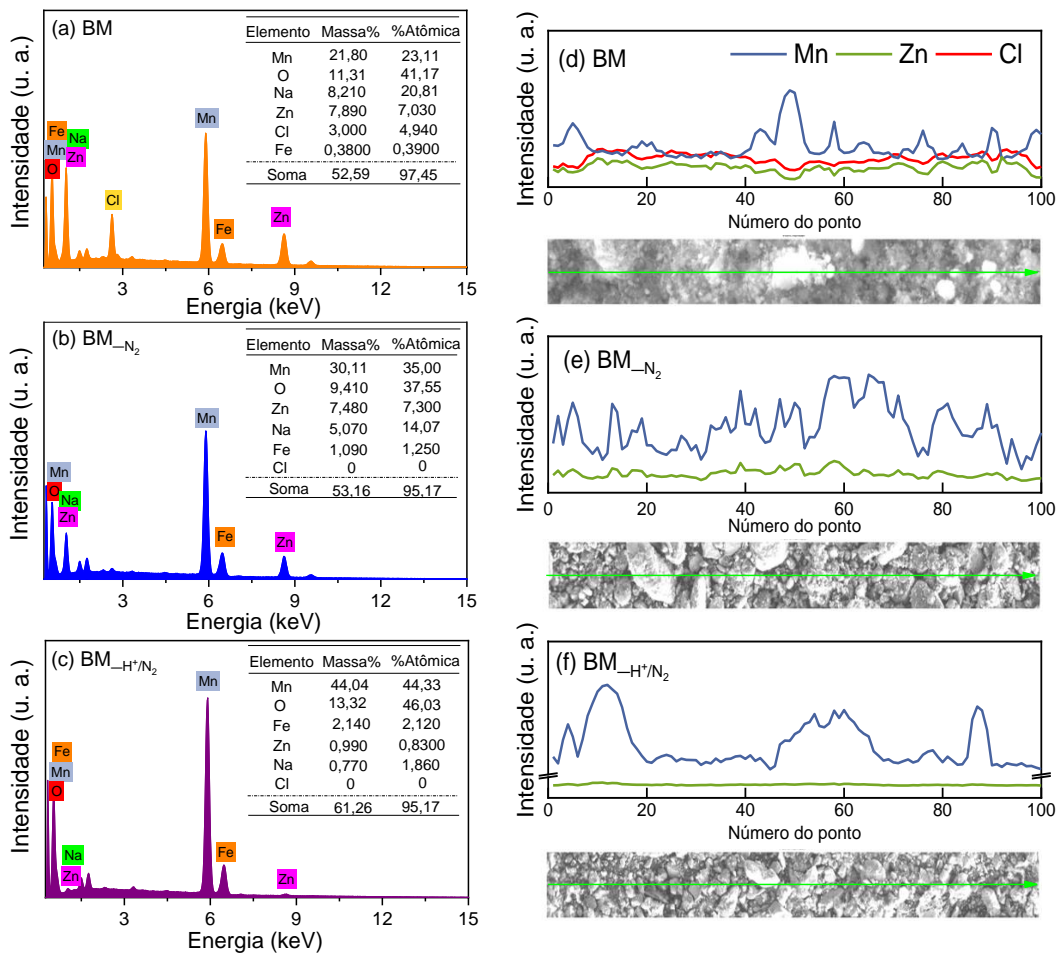 (a) BM
Elemento Massa% %Atômica
Mn 21,80 23,11
O 11,31 41,17
Na 8,210 20,81
Zn 7,890 7,030
Cl 3,000 4,940
Fe 0,3800 0,3900
Soma 52,59 97,45
Fe
Mn
O
Na
Zn
Cl
Mn
Fe
Zn
Intensidade (u. a.)
3 6 9 12 15
Energia (keV)
(b) BM_N₂
Elemento Massa% %Atômica
Mn 30,11 35,00
O 9,410 37,55
Zn 7,480 7,300
Na 5,070 14,07
Fe 1,090 1,250
Cl 0 0
Soma 53,16 95,17
Mn
O
Na
Zn
Mn
Fe
Zn
Intensidade (u. a.)
3 6 9 12 15
Energia (keV)
(c) BM_H⁺/N₂
Elemento Massa% %Atômica
Mn 44,04 44,33
O 13,32 46,03
Fe 2,140 2,120
Zn 0,990 0,8300
Na 0,770 1,860
Cl 0 0
Soma 61,26 95,17
Fe
Mn
O
Na
Zn
Mn
Fe
Zn
Intensidade (u. a.)
3 6 9 12 15
Energia (keV)
(d) BM
Mn Zn Cl
Intensidade (u. a.)
0 20 40 60 80 100
Número do ponto
(e) BM_N₂
Intensidade (u. a.)
0 20 40 60 80 100
Número do ponto
(f) BM_H⁺/N₂
Intensidade (u. a.)
0 20 40 60 80 100
Número do ponto